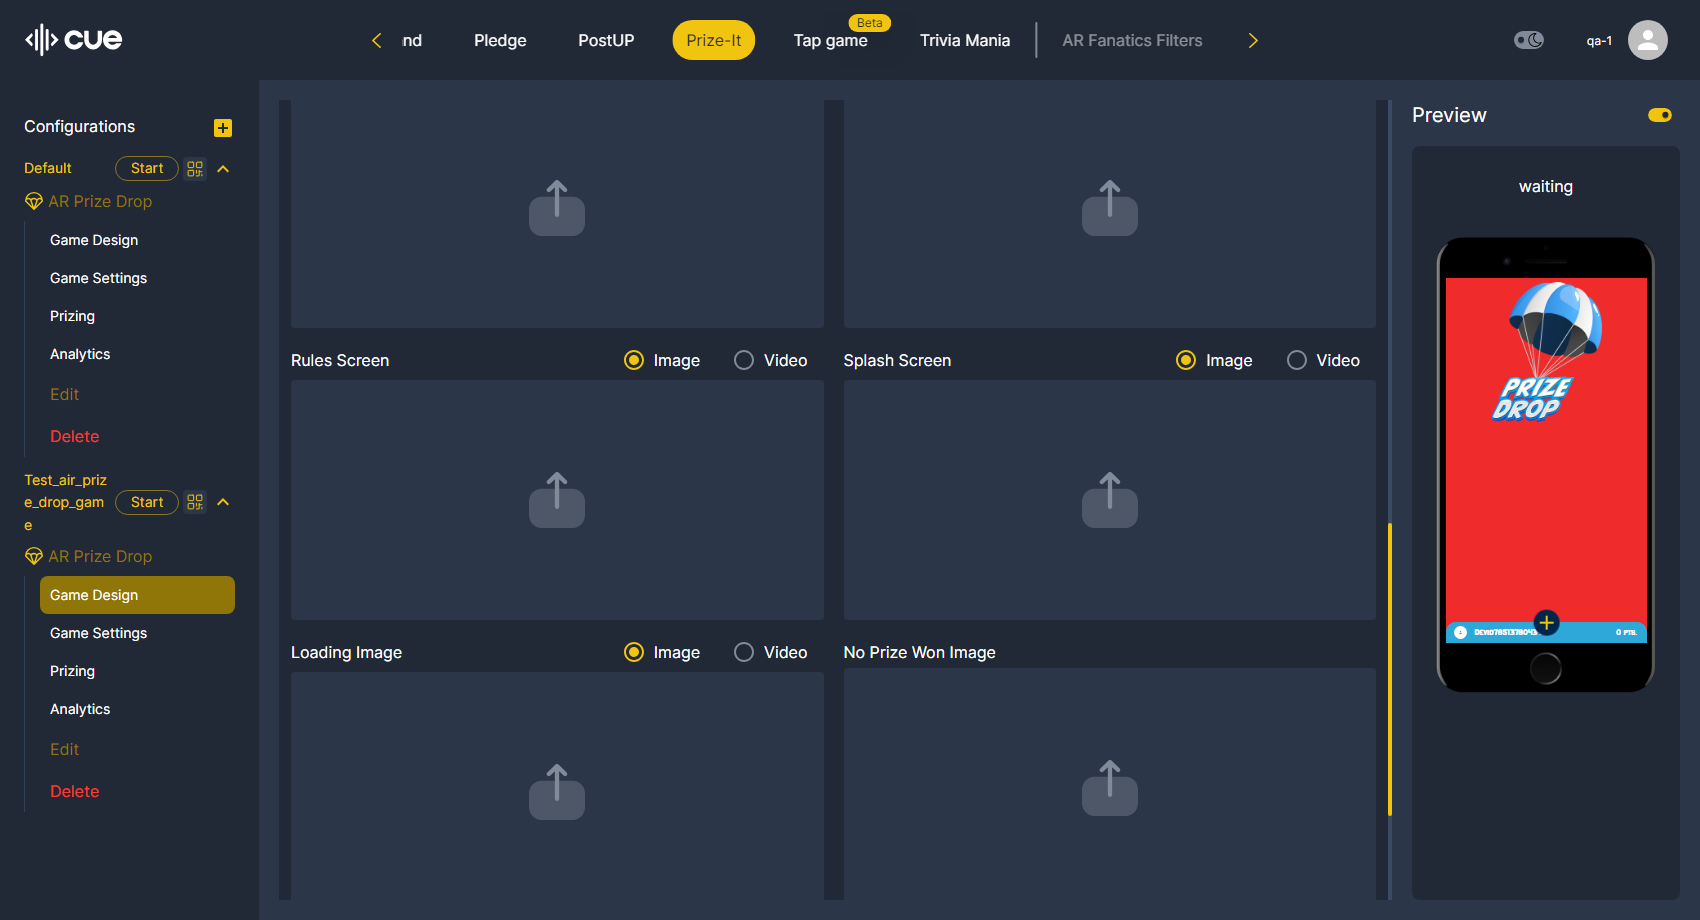 cue
nd
Pledge
PostUP
Prize-It
Beta
Tap game
Trivia Mania
AR Fanatics Filters
qa-1
Configurations
Default
Start
AR Prize Drop
Game Design
Game Settings
Prizing
Analytics
Edit
Delete
Test_air_priz
e_drop_gam
e
Start
AR Prize Drop
Game Design
Game Settings
Prizing
Analytics
Edit
Delete
Rules Screen
Image
Video
Splash Screen
Image
Video
Loading Image
Image
Video
No Prize Won Image
Preview
waiting
PRIZE
DROP
0 PTS.